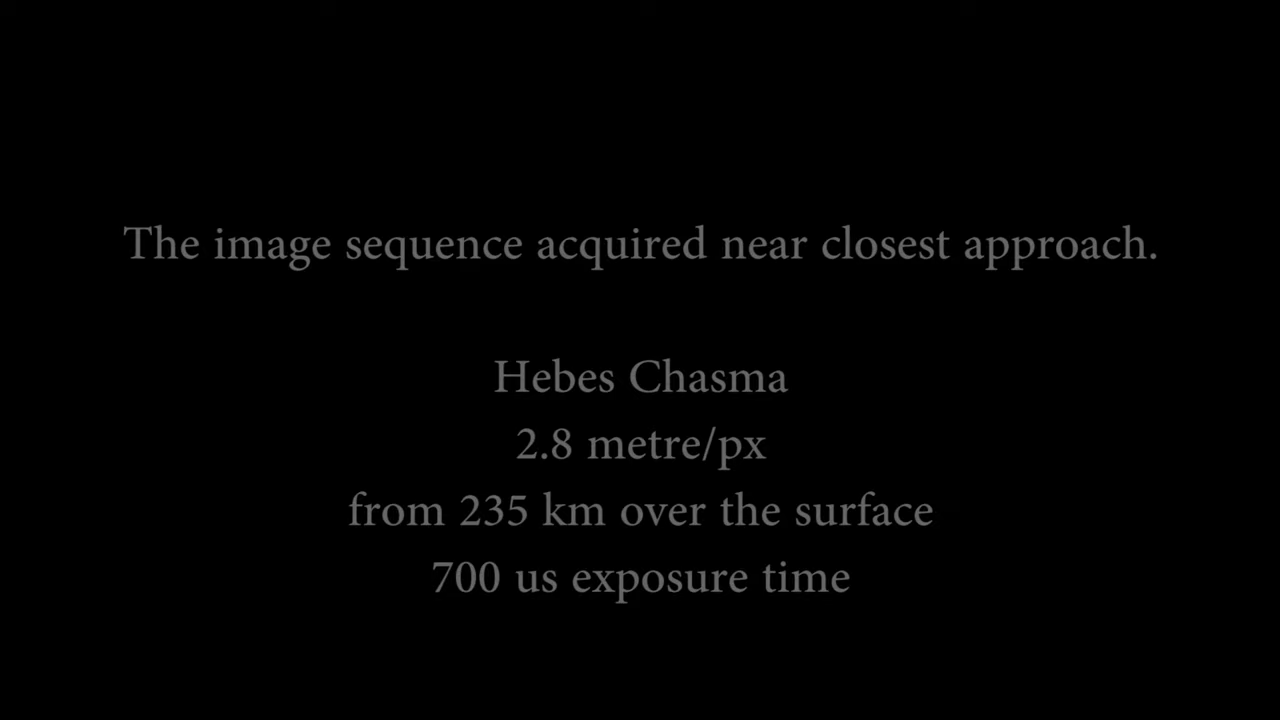 The image sequence acquired near closest approach.
Hebes Chasma
2.8 metre/px
from 235 km over the surface
700 us exposure time